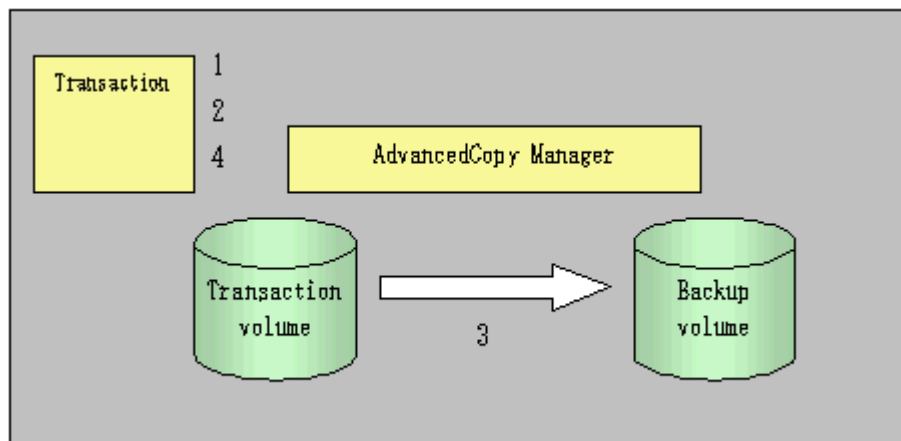 Transaction
1
2
4
AdvancedCopy Manager
Transaction
volume
3
Backup
volume